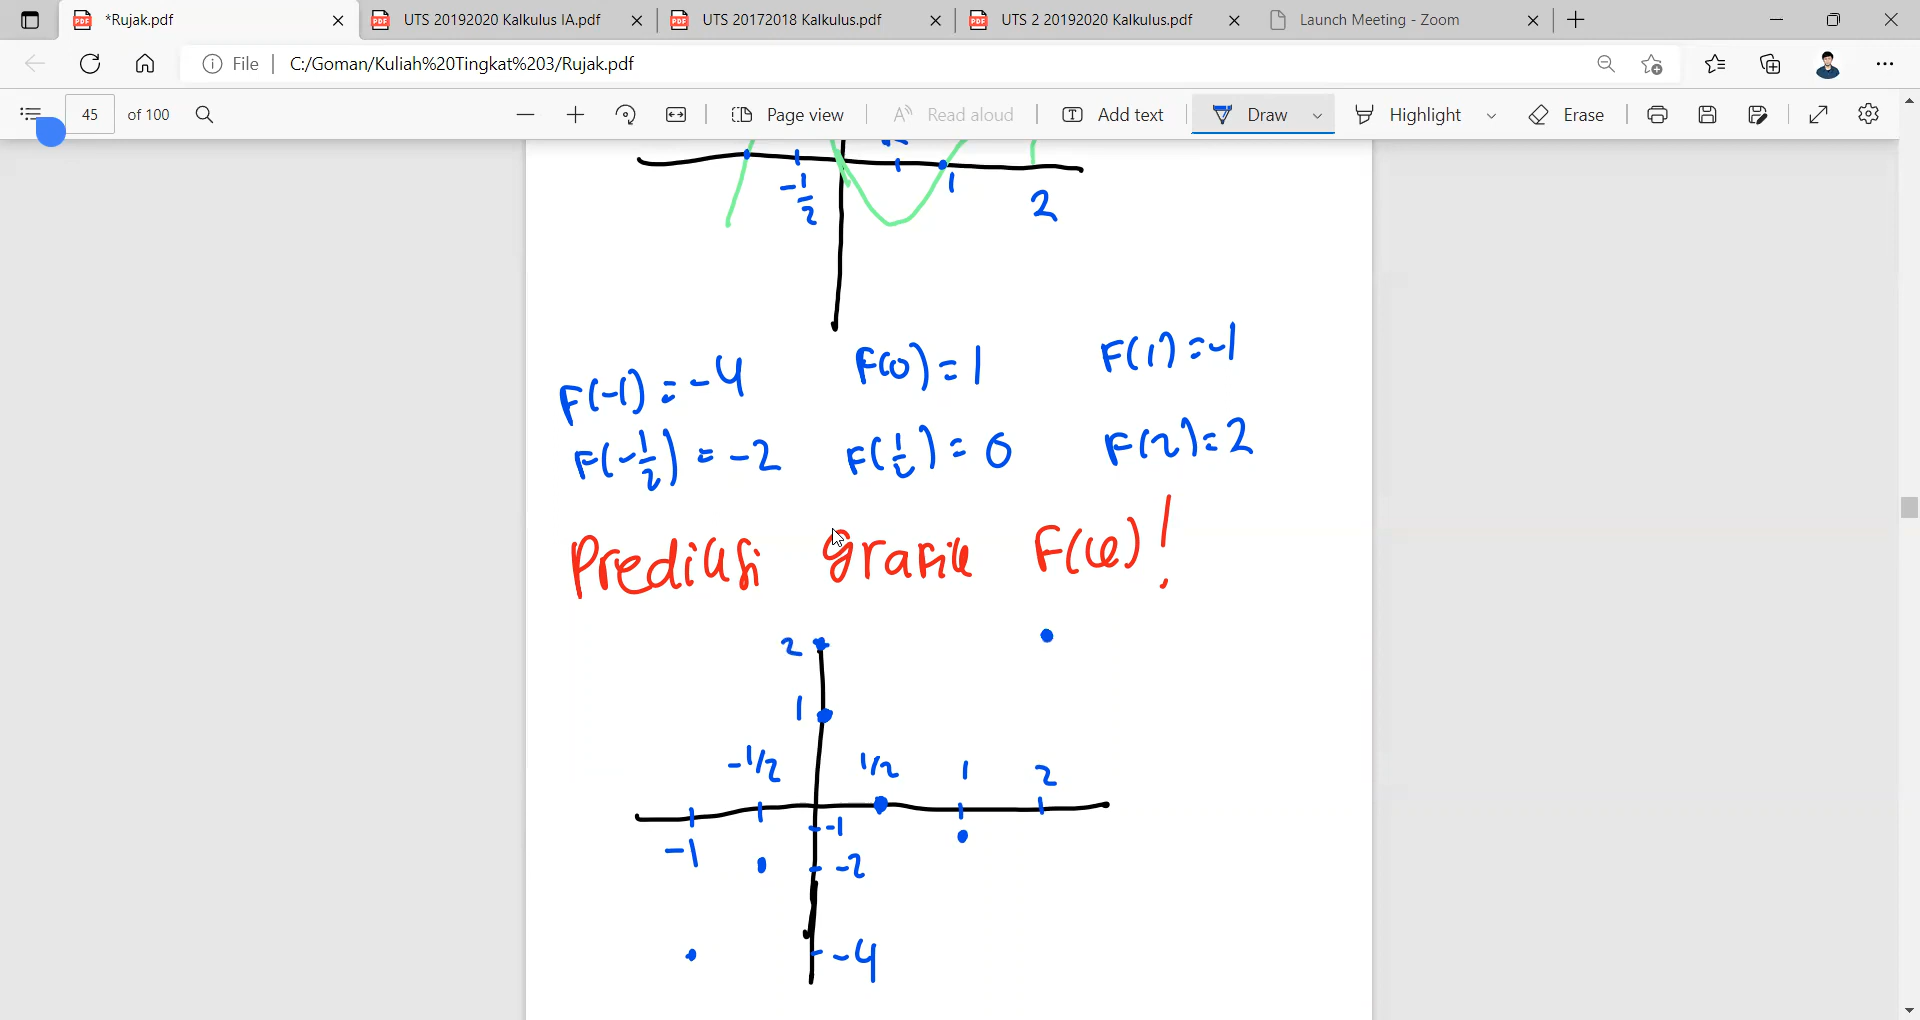 *Rujak.pdf
UTS 20192020 Kalkulus IA.pdf
UTS 20172018 Kalkulus.pdf
UTS 2 20192020 Kalkulus.pdf
Launch Meeting - Zoom
File
C:/Goman/Kuliah%20Tingkat%203/Rujak.pdf
45 of 100
Page view
Read aloud
Add text
Draw
Highlight
Erase
-1/2 1 2
F(-1) = -4 F(0) = 1 F(1) = -1
F(-1/2) = -2 F(1/2) = 0 F(2) = 2
Prediksi grafik F(x)!
2
1
-1/2 1/2 1 2
-1
-1
-2
-4